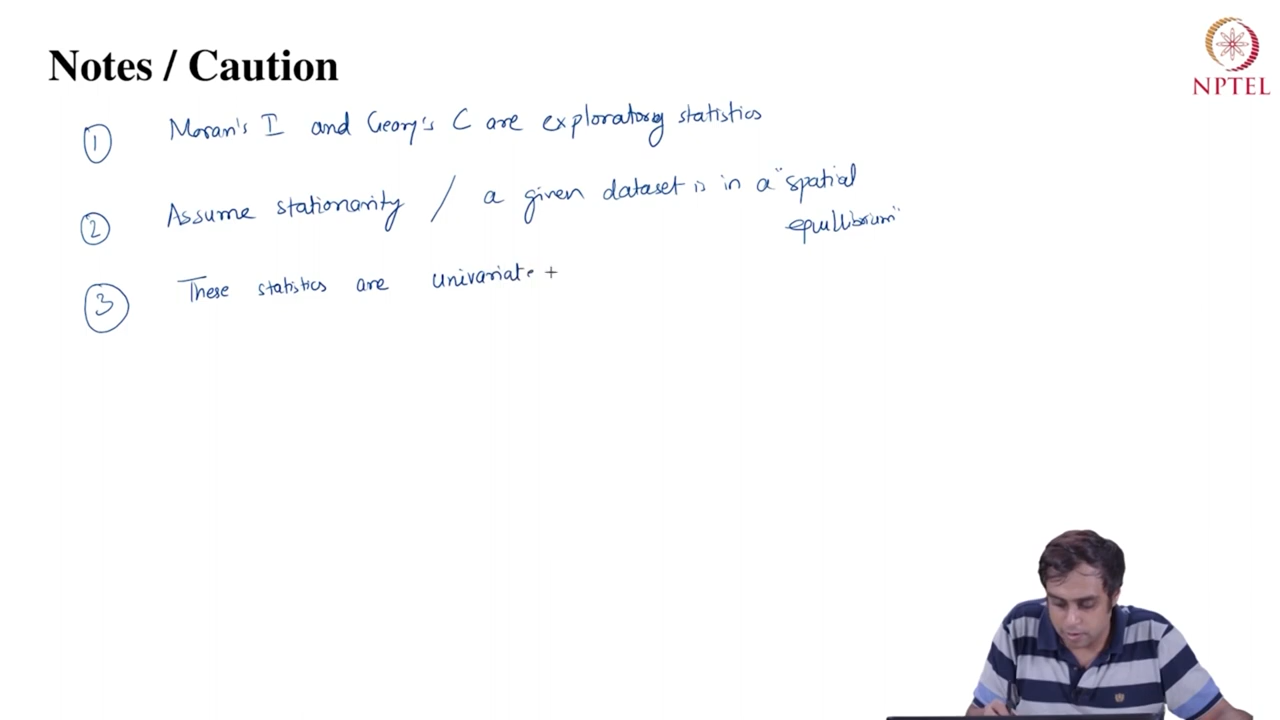 Notes / Caution
NPTEL
1 Moran's I and Geary's C are exploratory statistics
2 Assume stationarity / a given dataset is in a "spatial
equilibrium"
3 These statistics are univariate +